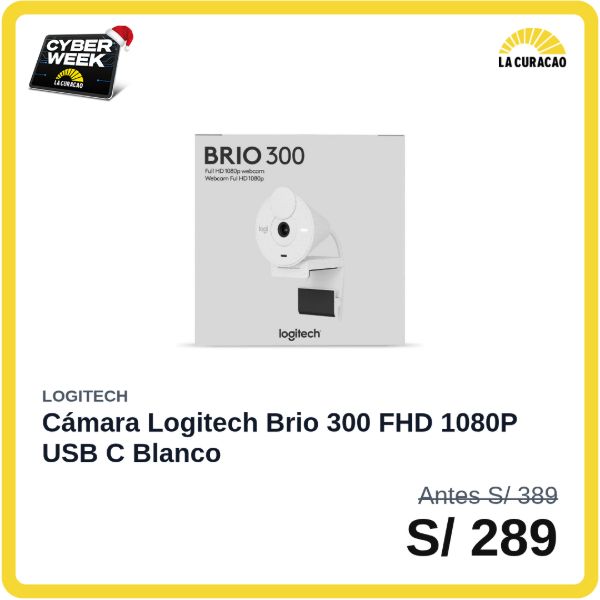 CYBER
WEEK
LA CURACAO
LA CURACAO
BRIO 300
Full HD 1080p webcam
Webcam Ful HD 1080p
logi
logitech
LOGITECH
Cámara Logitech Brio 300 FHD 1080P
USB C Blanco
Antes S/ 389
S/ 289